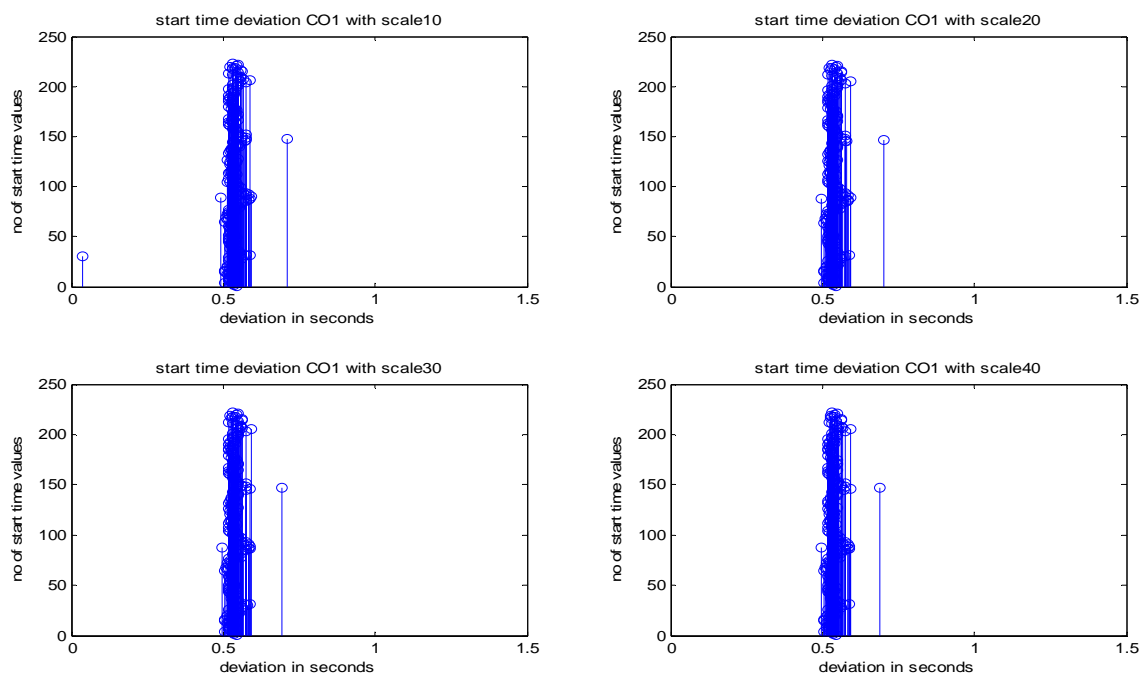 start time deviation CO1 with scale10
250
200
150
100
50
0
no of start time values
0 0.5 1 1.5
deviation in seconds
start time deviation CO1 with scale20
250
200
150
100
50
0
no of start time values
0 0.5 1 1.5
deviation in seconds
start time deviation CO1 with scale30
250
200
150
100
50
0
no of start time values
0 0.5 1 1.5
deviation in seconds
start time deviation CO1 with scale40
250
200
150
100
50
0
no of start time values
0 0.5 1 1.5
deviation in seconds